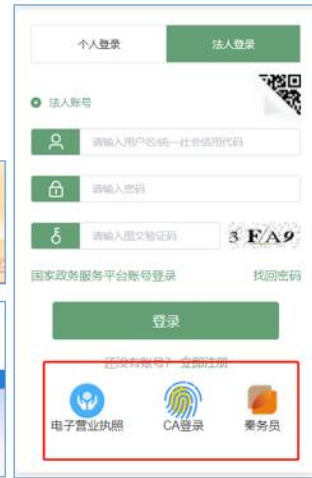 个人登录
法人登录
法人账号
请输入用户名/统一社会信用代码
请输入密码
请输入图文验证码
3 FA9
国家政务服务平台账号登录
找回密码
登录
还没有账号? 立即注册
电子营业执照
CA登录
秦务员